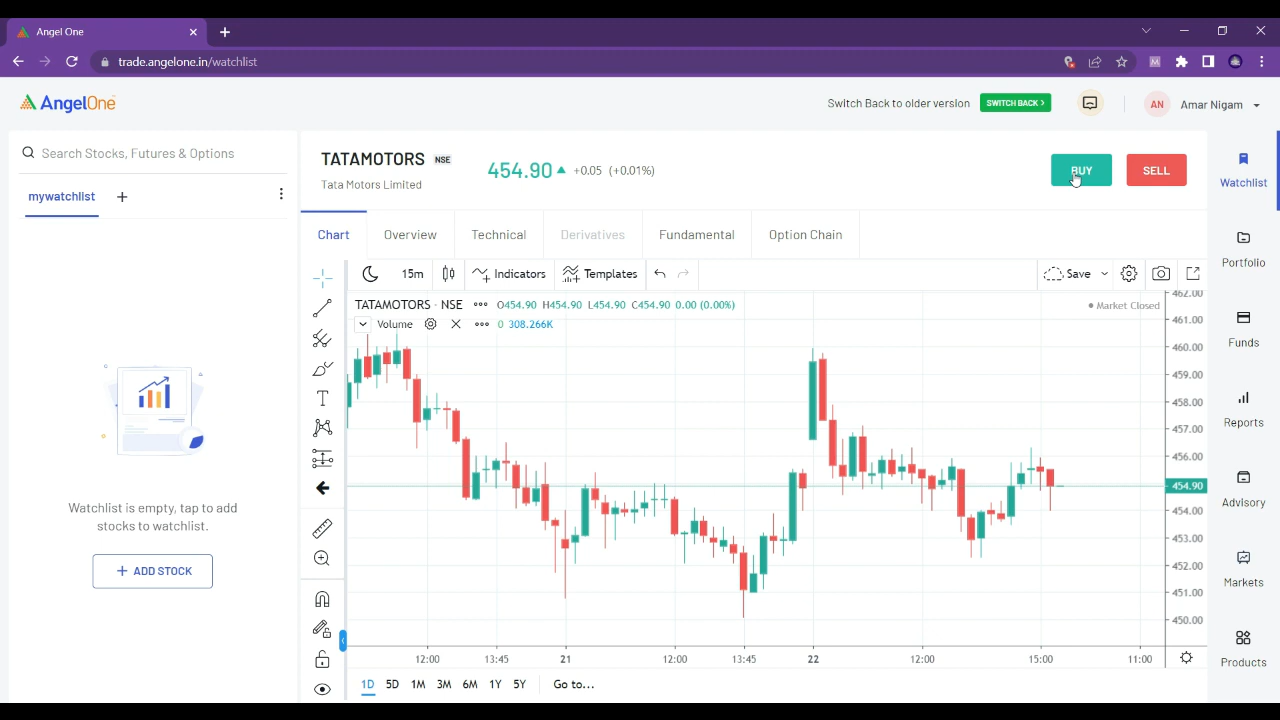 Angel One
trade.angelone.in/watchlist
AngelOne
Switch Back to older version
SWITCH BACK >
AN
Amar Nigam
Search Stocks, Futures & Options
mywatchlist
Watchlist is empty, tap to add
stocks to watchlist.
+ ADD STOCK
TATAMOTORS NSE
Tata Motors Limited
454.90 ▲ +0.05 (+0.01%)
BUY
SELL
Chart
Overview
Technical
Derivatives
Fundamental
Option Chain
15m
Indicators
Templates
Save
TATAMOTORS · NSE ••• O454.90 H454.90 L454.90 C454.90 0.00 (0.00%)
Market Closed
Volume ••• 0 308.266K
462.00
461.00
460.00
459.00
458.00
457.00
456.00
454.90
454.00
453.00
452.00
451.00
450.00
12:00 13:45 21 12:00 13:45 22 12:00 15:00 11:00
1D 5D 1M 3M 6M 1Y 5Y Go to...
Watchlist
Portfolio
Funds
Reports
Advisory
Markets
Products